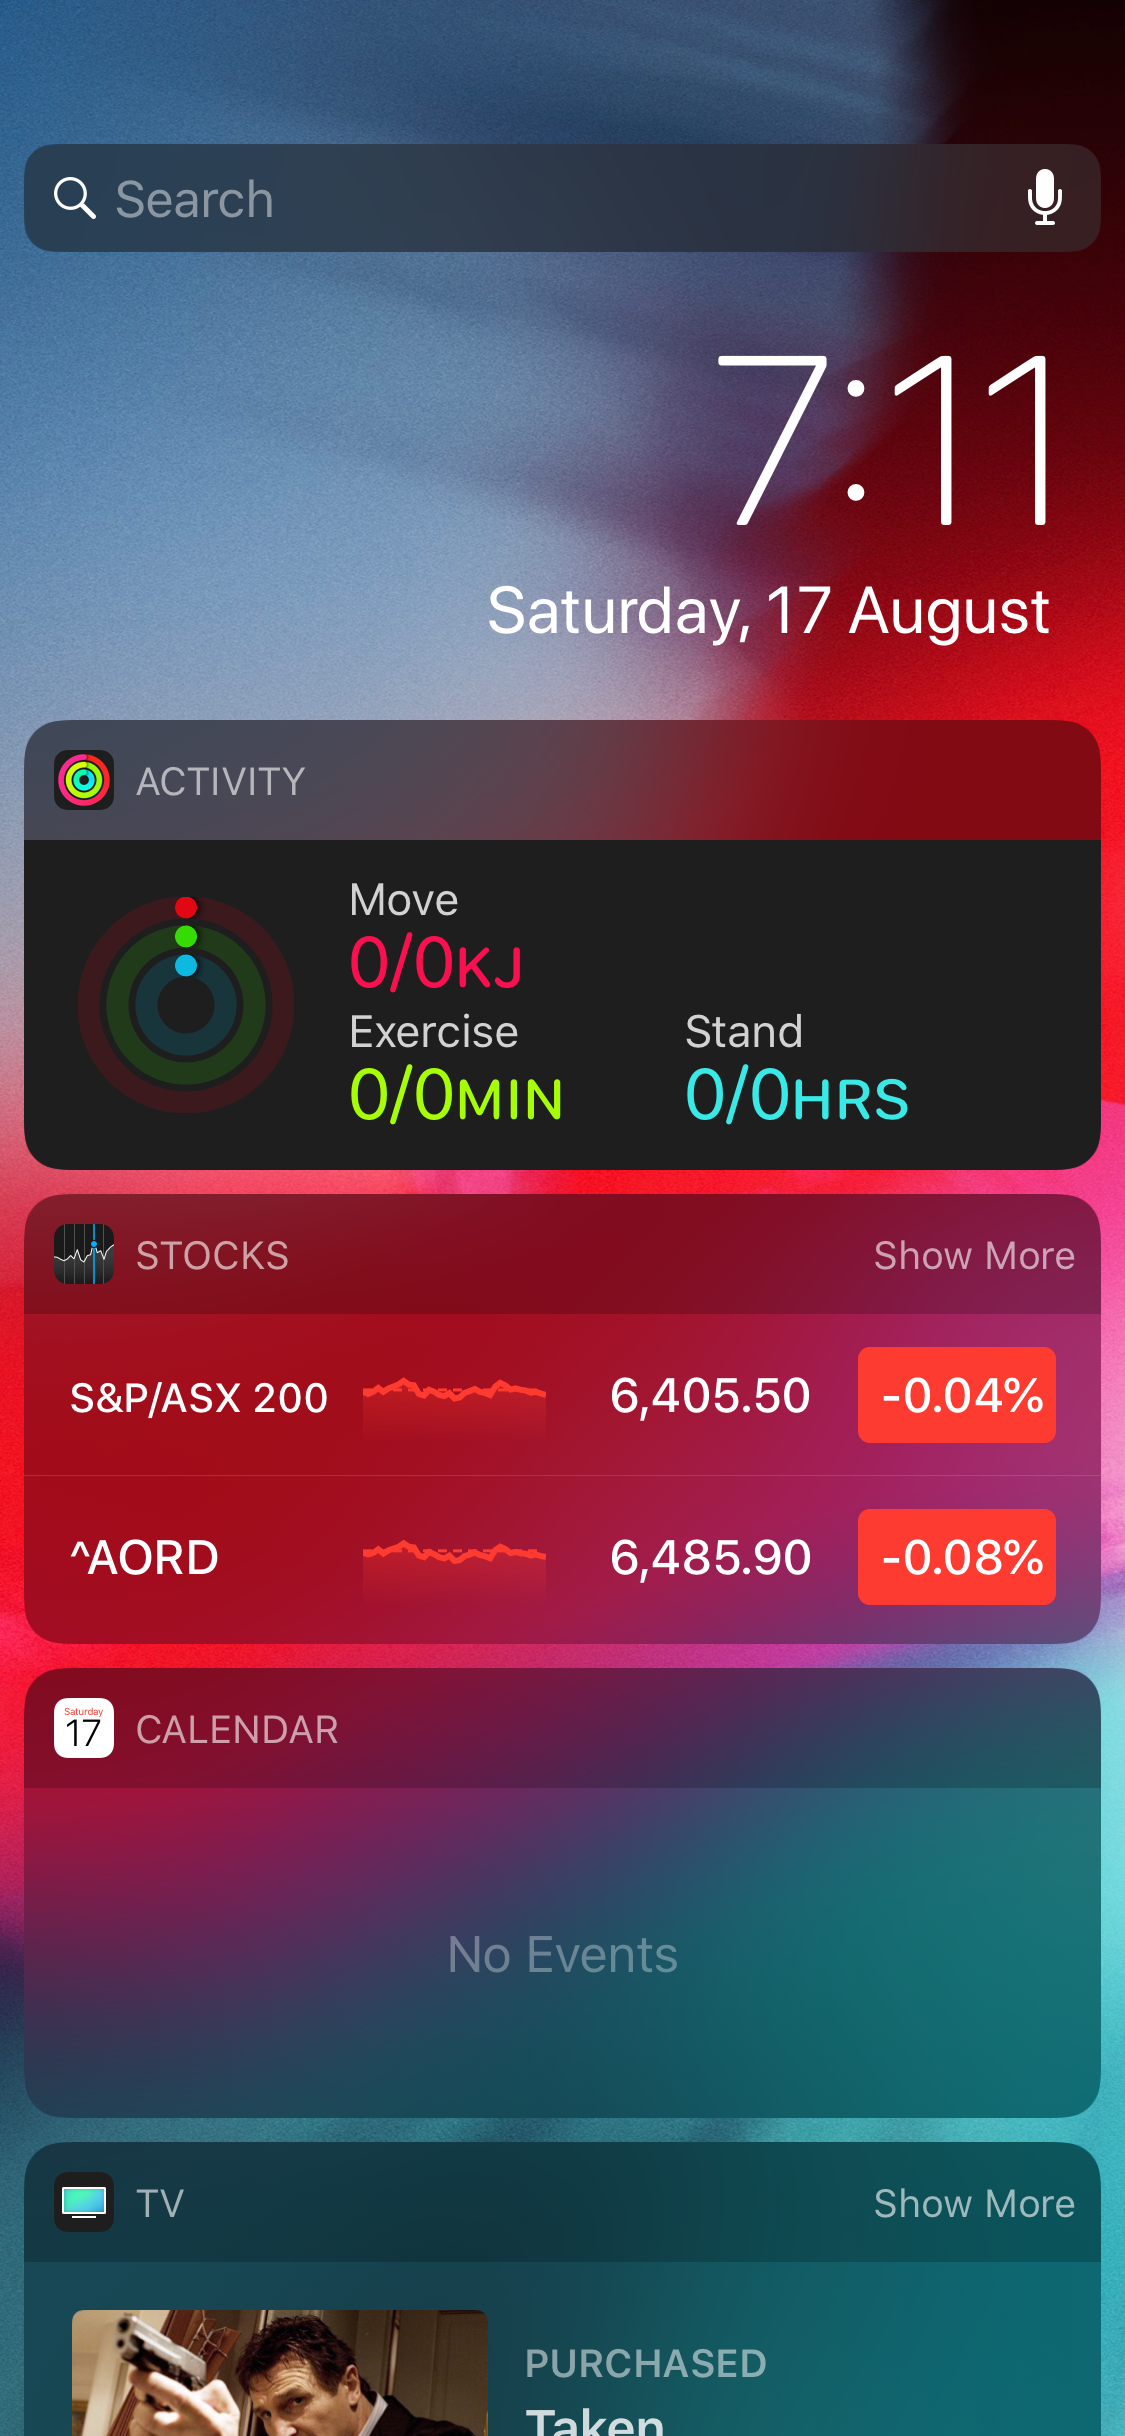 Search
7:11
Saturday, 17 August
ACTIVITY
Move
0/0KJ
Exercise Stand
0/0MIN 0/0HRS
STOCKS Show More
S&P/ASX 200 6,405.50 -0.04%
^AORD 6,485.90 -0.08%
Saturday
17 CALENDAR
No Events
TV Show More
PURCHASED
Taken